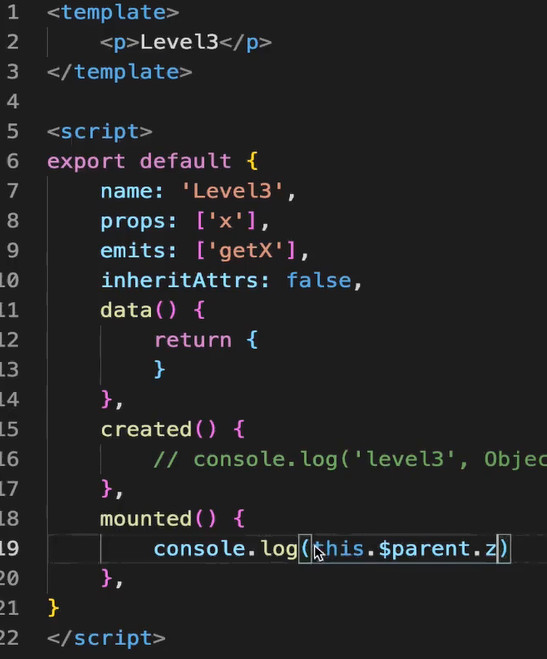 1 <template>
2     <p>Level3</p>
3 </template>
4
5 <script>
6 export default {
7     name: 'Level3',
8     props: ['x'],
9     emits: ['getX'],
10     inheritAttrs: false,
11     data() {
12         return {
13         }
14     },
15     created() {
16         // console.log('level3', Objec
17     },
18     mounted() {
19         console.log(this.$parent.z)
20     },
21 }
22 </script>